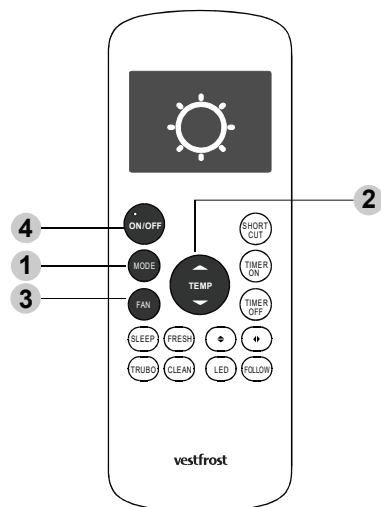 2
4
ON/OFF
SHORT
CUT
1
MODE
TIMER
ON
TEMP
3
FAN
TIMER
OFF
SLEEP FRESH
TRUBO CLEAN LED FOLLOW
vestfrost